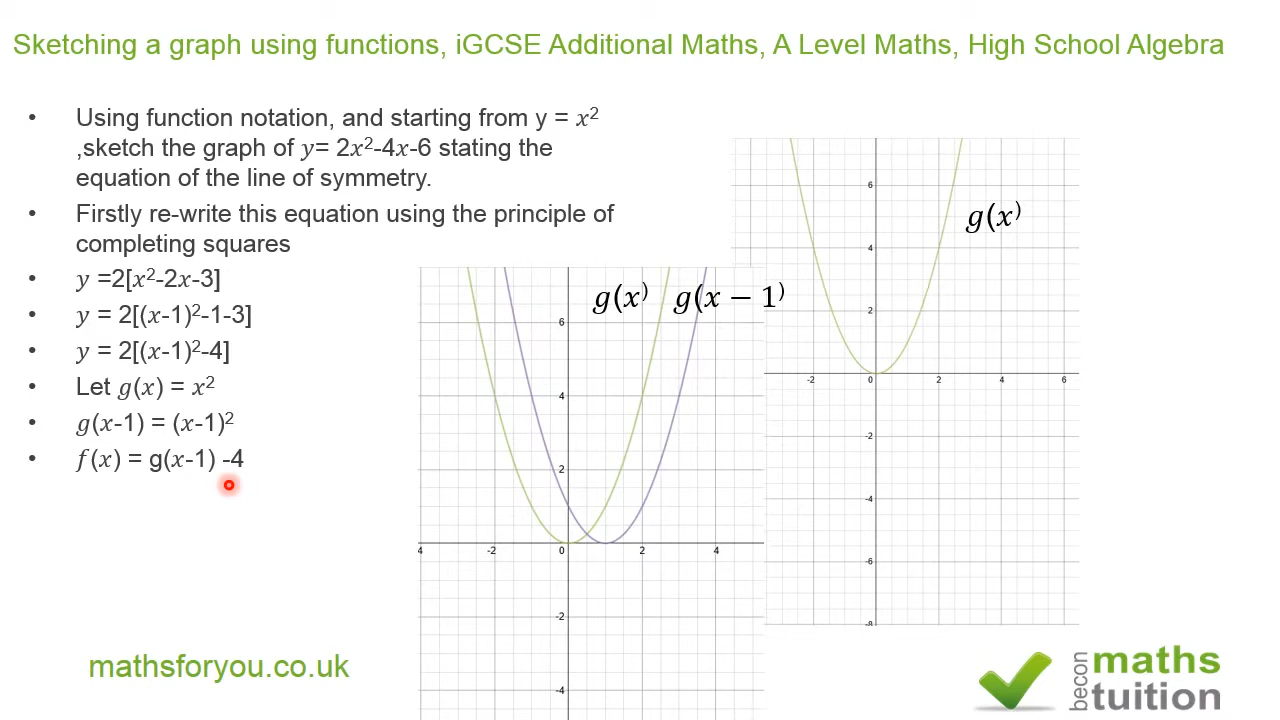 Sketching a graph using functions, iGCSE Additional Maths, A Level Maths, High School Algebra
• Using function notation, and starting from y = x²
,sketch the graph of y= 2x²-4x-6 stating the
equation of the line of symmetry.
• Firstly re-write this equation using the principle of
completing squares
• y =2[x²-2x-3]
• y = 2[(x-1)²-1-3]
• y = 2[(x-1)²-4]
• Let g(x) = x²
• g(x-1) = (x-1)²
• f(x) = g(x-1) -4
g(x) g(x − 1)
6
4
2
4 -2 0 2 4
-2
-4
g(x)
6
4
2
-2 0 2 4 6
-2
-4
-6
-8
mathsforyou.co.uk
becon
maths
tuition